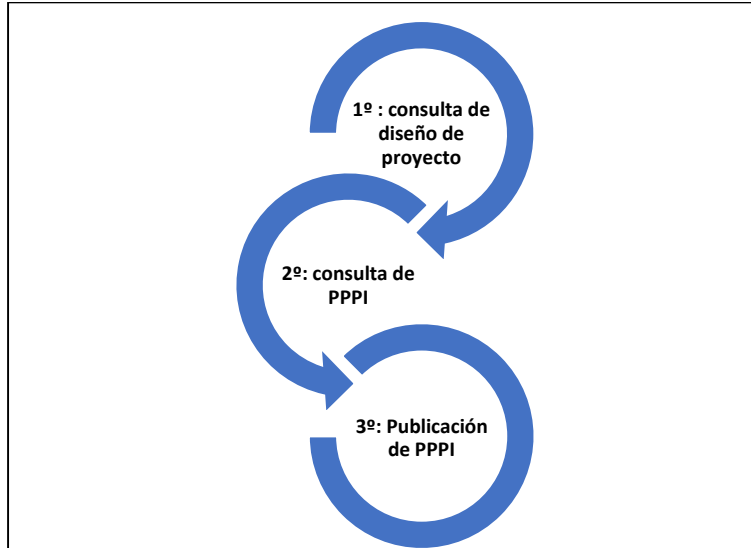 1º : consulta de
diseño de
proyecto
2º: consulta de
PPPI
3º: Publicación
de PPPI